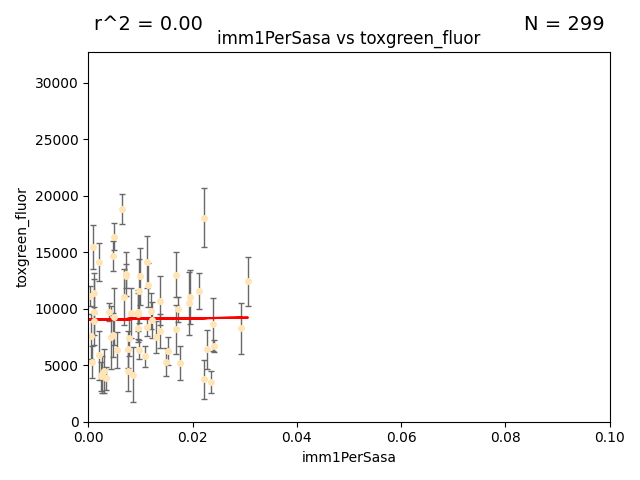 r^2 = 0.00
N = 299
imm1PerSasa vs toxgreen_fluor
30000
25000
20000
15000
10000
5000
0
toxgreen_fluor
0.00
0.02
0.04
0.06
0.08
0.10
imm1PerSasa